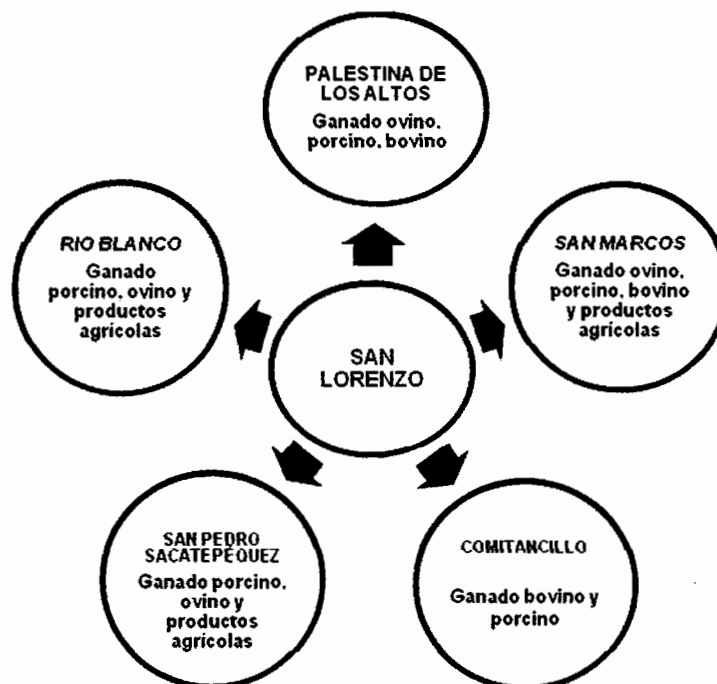 PALESTINA DE
LOS ALTOS
Ganado ovino,
porcino, bovino
RIO BLANCO
Ganado
porcino, ovino y
productos
agrícolas
SAN MARCOS
Ganado ovino,
porcino, bovino
y productos
agrícolas
SAN
LORENZO
SAN PEDRO
SACATEPÉQUEZ
Ganado porcino,
ovino y
productos
agrícolas
COMITANCILLO
Ganado bovino y
porcino